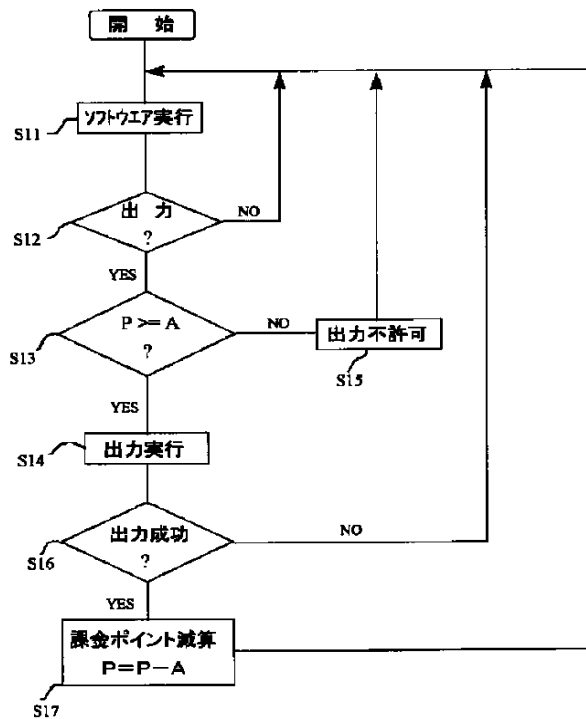 開 始
ソフトウエア実行
S11
出 力
?
NO
S12
YES
P >= A
?
NO
出力不許可
S13
S15
YES
出力実行
S14
出力成功
?
NO
S16
YES
課金ポイント減算
P=P-A
S17